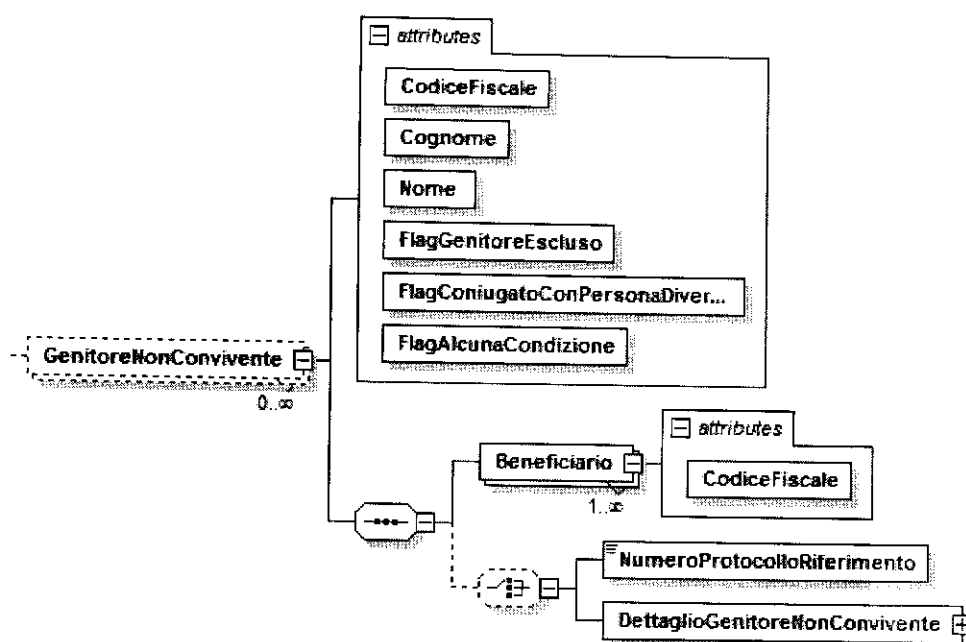 attributes
CodiceFiscale
Cognome
Nome
FlagGenitoreEscluso
FlagConiugatoConPersonaDiver...
FlagAlcunaCondizione
GenitoreNonConvivente
0..∞
attributes
Beneficiario
CodiceFiscale
1..∞
NumeroProtocolloRiferimento
DettaglioGenitoreNonConvivente